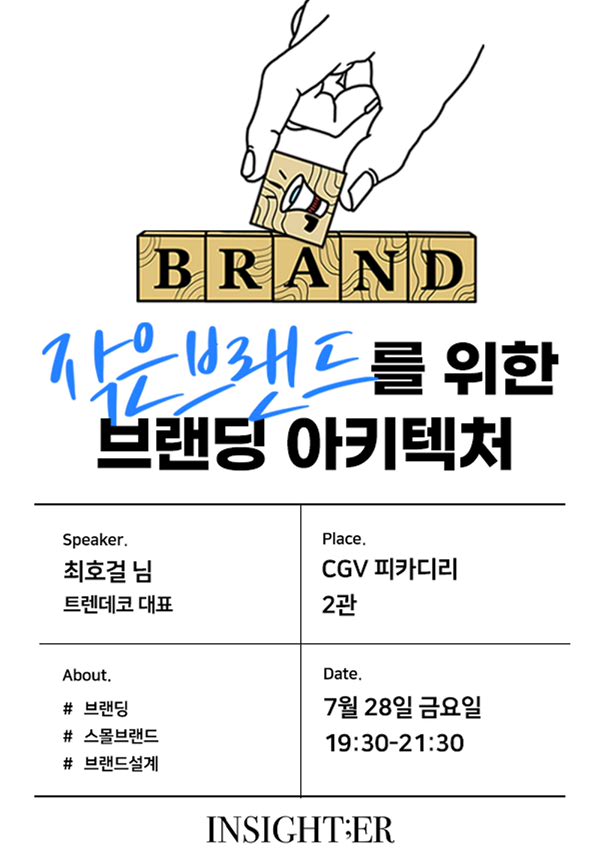 BRAND
작은브랜드를 위한
브랜딩 아키텍처
Speaker.
최호걸 님
트렌데코 대표
Place.
CGV 피카디리
2관
About.
# 브랜딩
# 스몰브랜드
# 브랜드설계
Date.
7월 28일 금요일
19:30-21:30
INSIGHT;ER